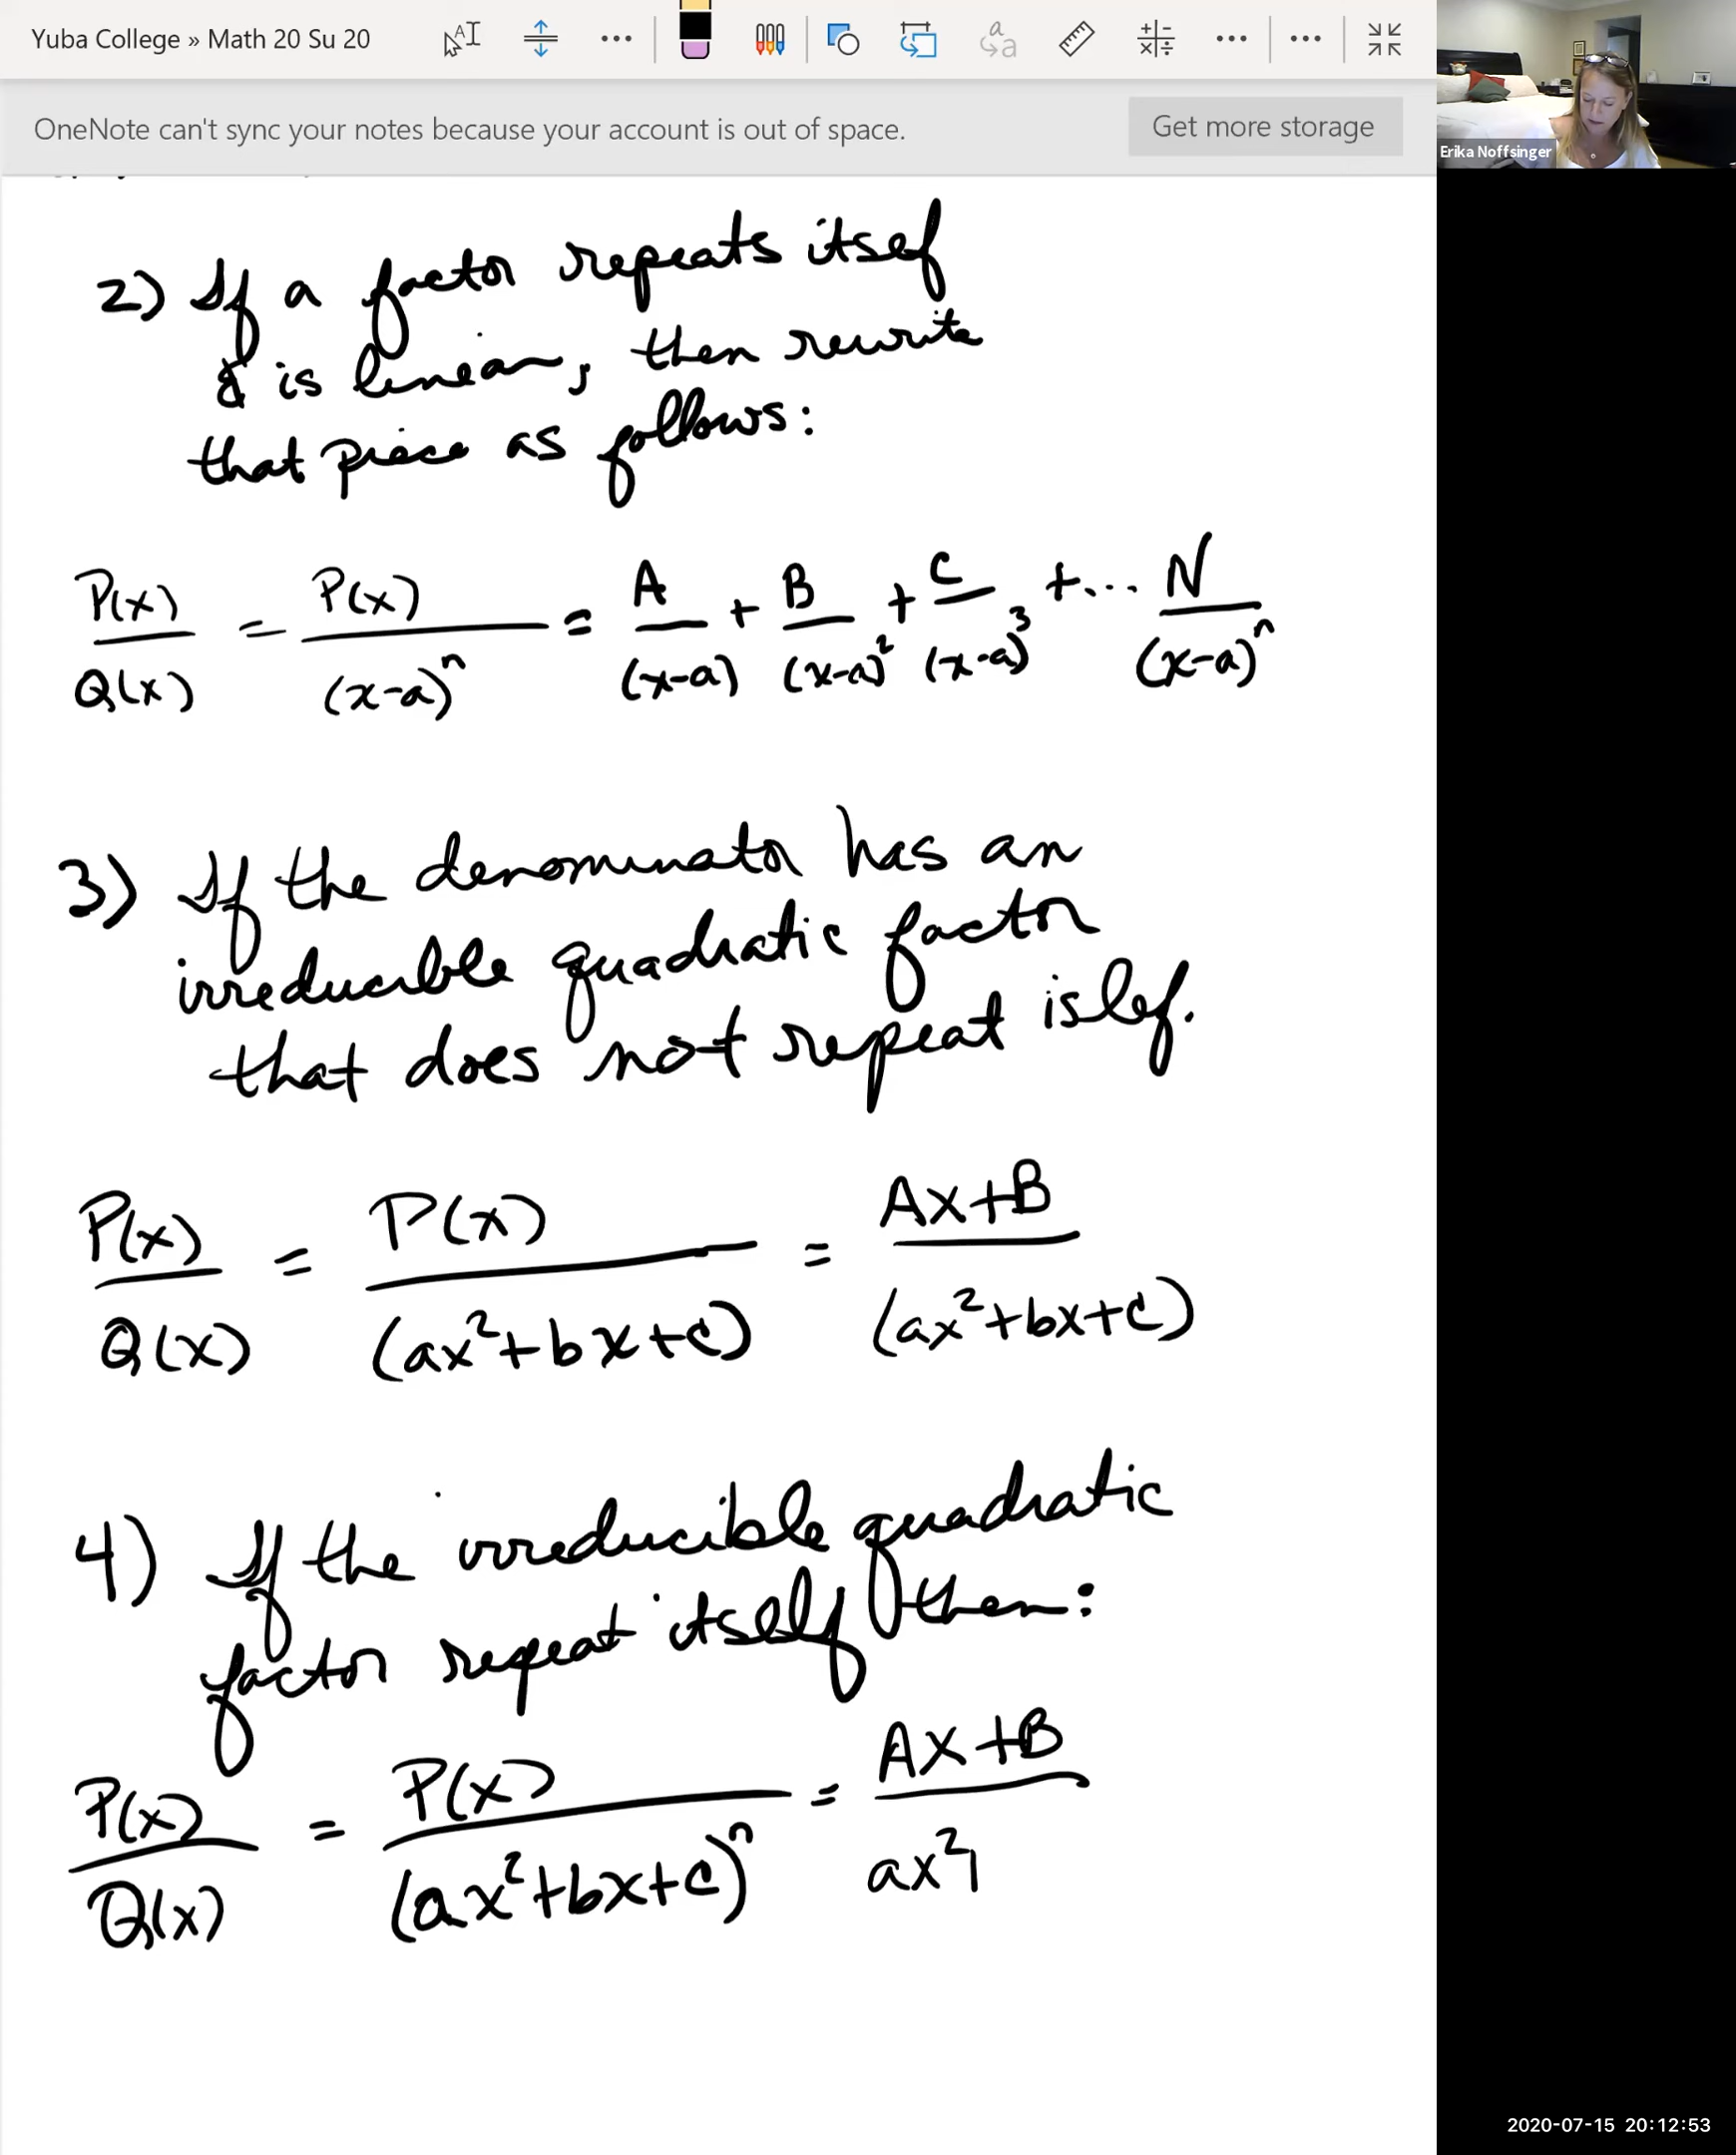 Yuba College » Math 20 Su 20
OneNote can't sync your notes because your account is out of space.
Get more storage
Erika Noffsinger
2) If a factor repeats itsef
& is linear, then rewrite
that piece as follows:
P(x)/Q(x) = P(x)/(x-a)^n = A/(x-a) + B/(x-a)^2 + C/(x-a)^3 +... N/(x-a)^n
3) If the denominator has an
irreducible quadratic factor
that does not repeat islef.
P(x)/Q(x) = P(x)/(ax^2+bx+c) = Ax+B/(ax^2+bx+c)
4) If the irreducible quadratic
factor repeat itself then:
P(x)/Q(x) = P(x)/(ax^2+bx+c)^n = Ax+B/ax^2
2020-07-15 20:12:53